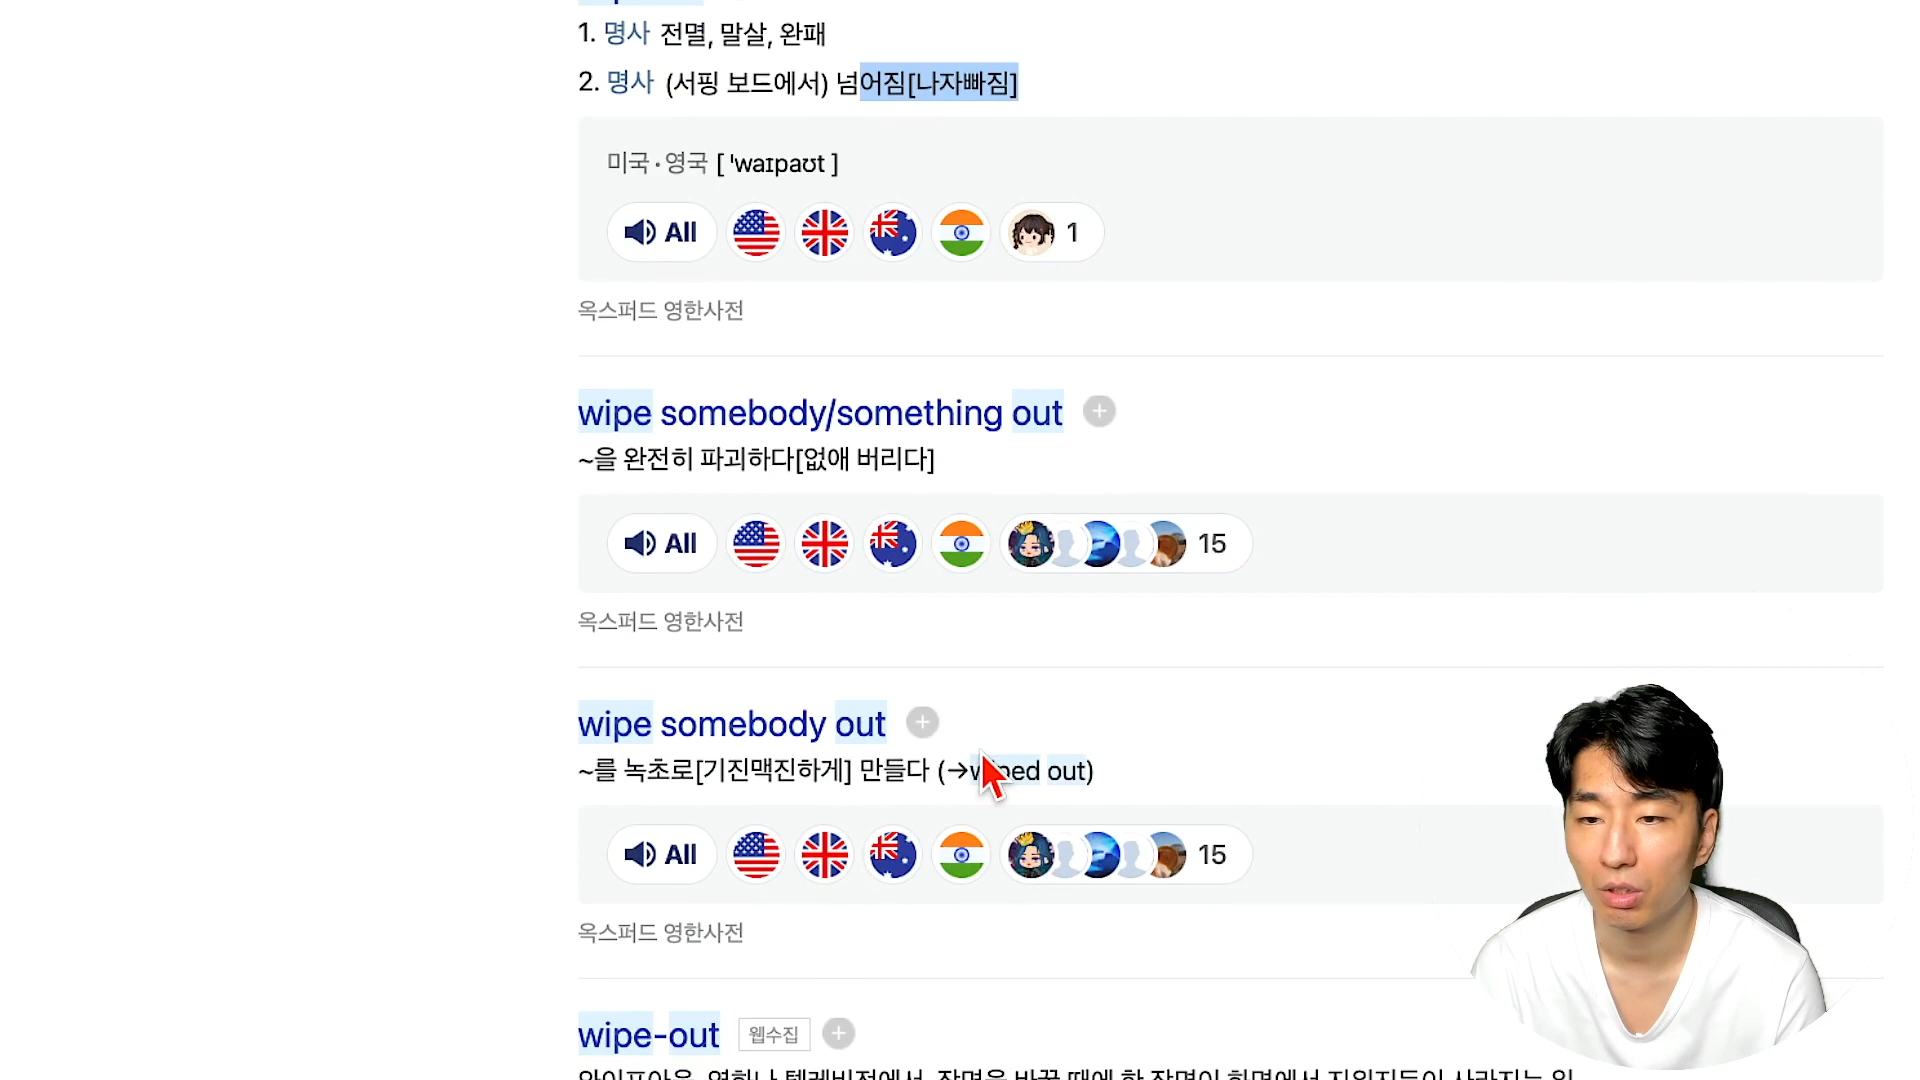 1. 명사 전멸, 말살, 완패
2. 명사 (서핑 보드에서) 넘어짐[나자빠짐]
미국·영국 [ ˈwaɪpaʊt ]
All 1
옥스퍼드 영한사전
wipe somebody/something out
~을 완전히 파괴하다[없애 버리다]
All 15
옥스퍼드 영한사전
wipe somebody out
~를 녹초로[기진맥진하게] 만들다 (→wiped out)
All 15
옥스퍼드 영한사전
wipe-out 웹수집